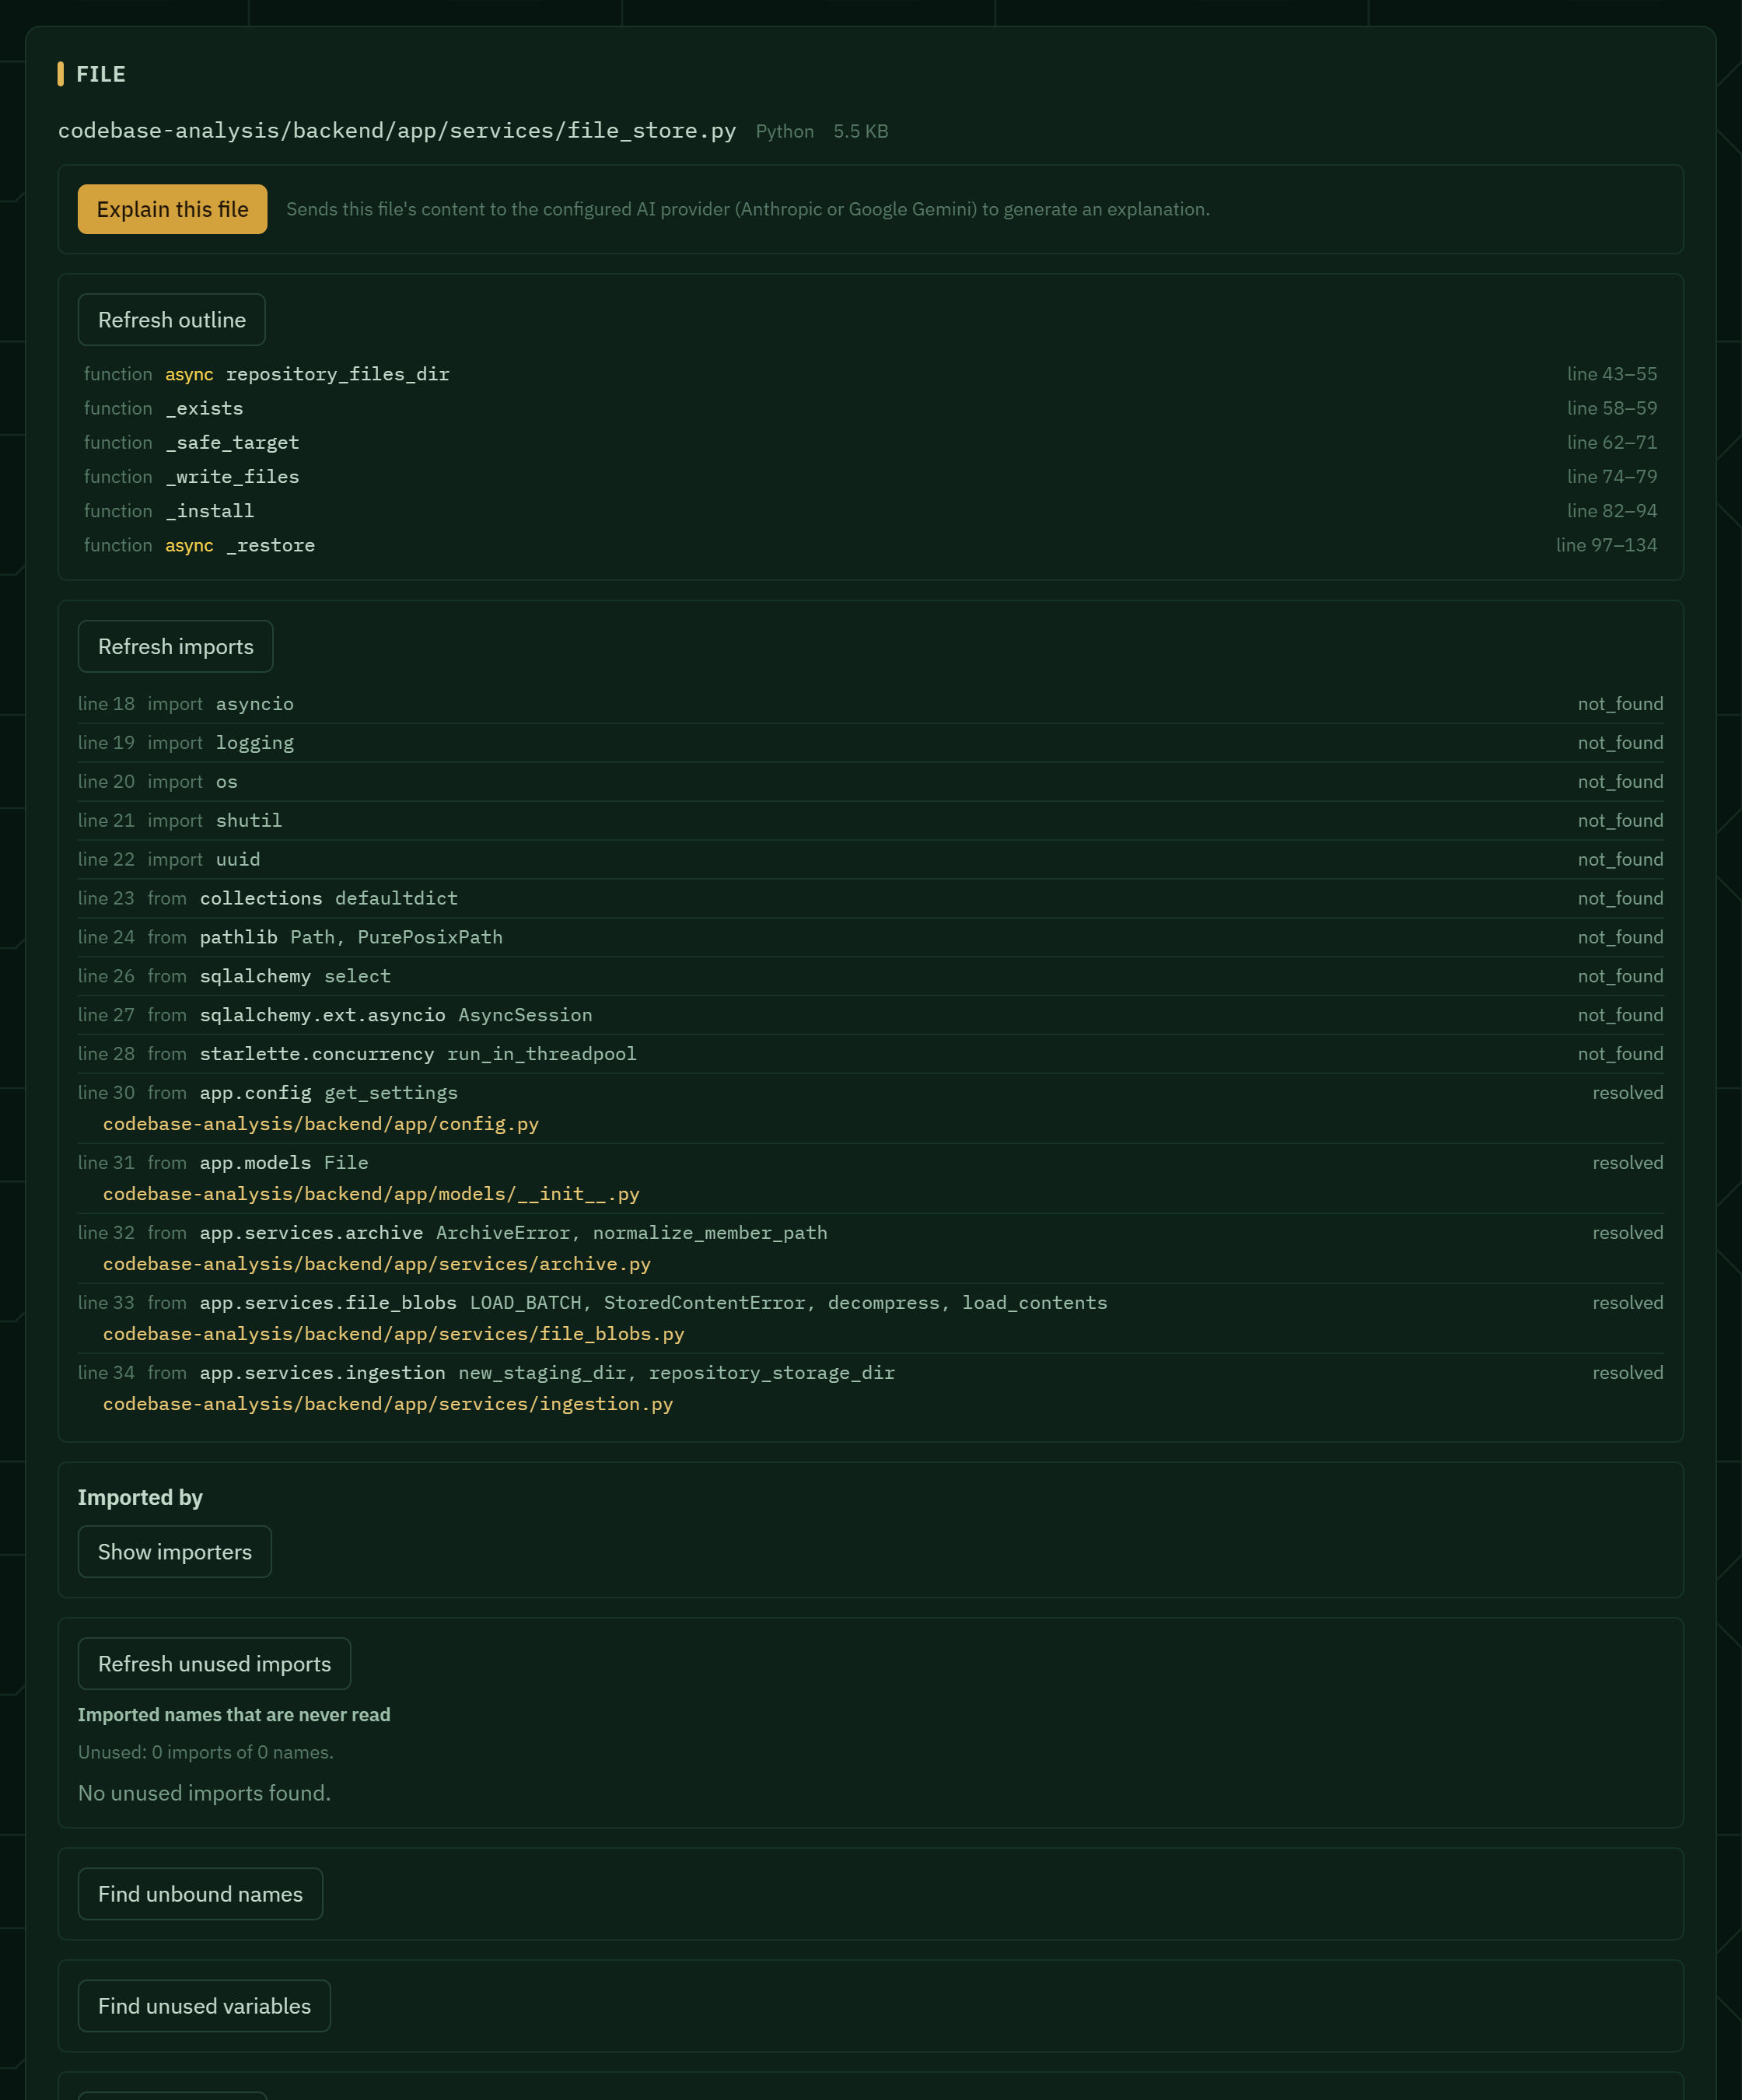 FILE
codebase-analysis/backend/app/services/file_store.py Python 5.5 KB
Explain this file Sends this file's content to the configured AI provider (Anthropic or Google Gemini) to generate an explanation.
Refresh outline
function async repository_files_dir line 43–55
function _exists line 58–59
function _safe_target line 62–71
function _write_files line 74–79
function _install line 82–94
function async _restore line 97–134
Refresh imports
line 18 import asyncio not_found
line 19 import logging not_found
line 20 import os not_found
line 21 import shutil not_found
line 22 import uuid not_found
line 23 from collections defaultdict not_found
line 24 from pathlib Path, PurePosixPath not_found
line 26 from sqlalchemy select not_found
line 27 from sqlalchemy.ext.asyncio AsyncSession not_found
line 28 from starlette.concurrency run_in_threadpool not_found
line 30 from app.config get_settings resolved
codebase-analysis/backend/app/config.py
line 31 from app.models File resolved
codebase-analysis/backend/app/models/__init__.py
line 32 from app.services.archive ArchiveError, normalize_member_path resolved
codebase-analysis/backend/app/services/archive.py
line 33 from app.services.file_blobs LOAD_BATCH, StoredContentError, decompress, load_contents resolved
codebase-analysis/backend/app/services/file_blobs.py
line 34 from app.services.ingestion new_staging_dir, repository_storage_dir resolved
codebase-analysis/backend/app/services/ingestion.py
Imported by
Show importers
Refresh unused imports
Imported names that are never read
Unused: 0 imports of 0 names.
No unused imports found.
Find unbound names
Find unused variables